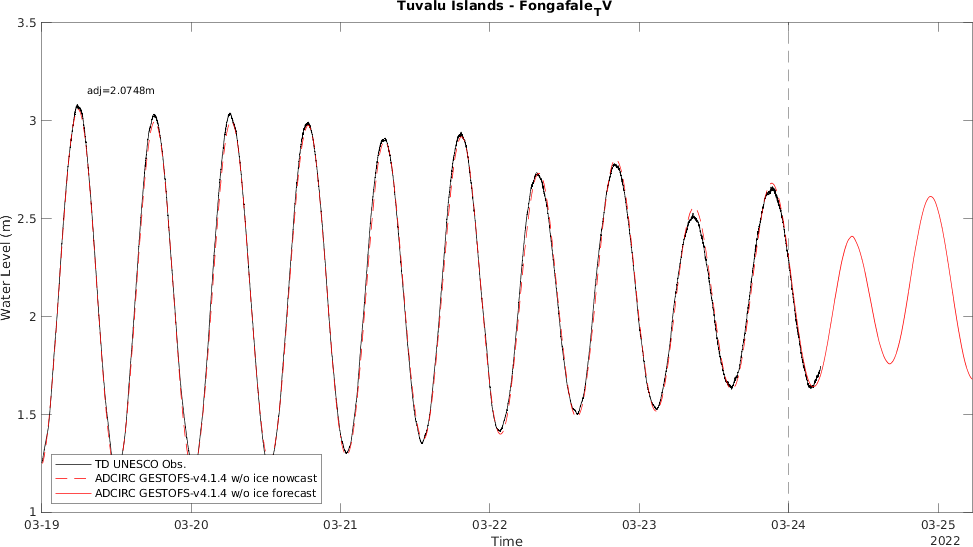 Tuvalu Islands - Fongafale_TV
3.5
adj=2.0748m
3
2.5
Water Level (m)
2
1.5
TD UNESCO Obs.
ADCIRC GESTOFS-v4.1.4 w/o ice nowcast
ADCIRC GESTOFS-v4.1.4 w/o ice forecast
1
03-19 03-20 03-21 03-22 03-23 03-24 03-25
Time
2022